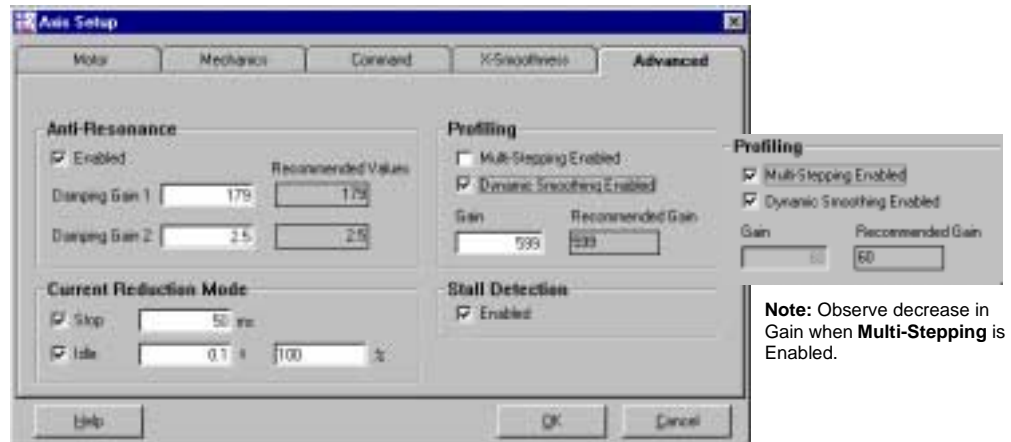 Axis Setup
Motor Mechanics Command X-Smoothness Advanced
Anti-Resonance
Enabled
Recommended Values
Damping Gain 1 179 179
Damping Gain 2 2.5 2.5
Current Reduction Mode
Stop 50 ms
Idle 0.1 s 100 %
Profiling
Multi-Stepping Enabled
Dynamic Smoothing Enabled
Gain Recommended Gain
599 599
Stall Detection
Enabled
Help OK Cancel
Profiling
Multi-Stepping Enabled
Dynamic Smoothing Enabled
Gain Recommended Gain
60 60
Note: Observe decrease in
Gain when Multi-Stepping is
Enabled.